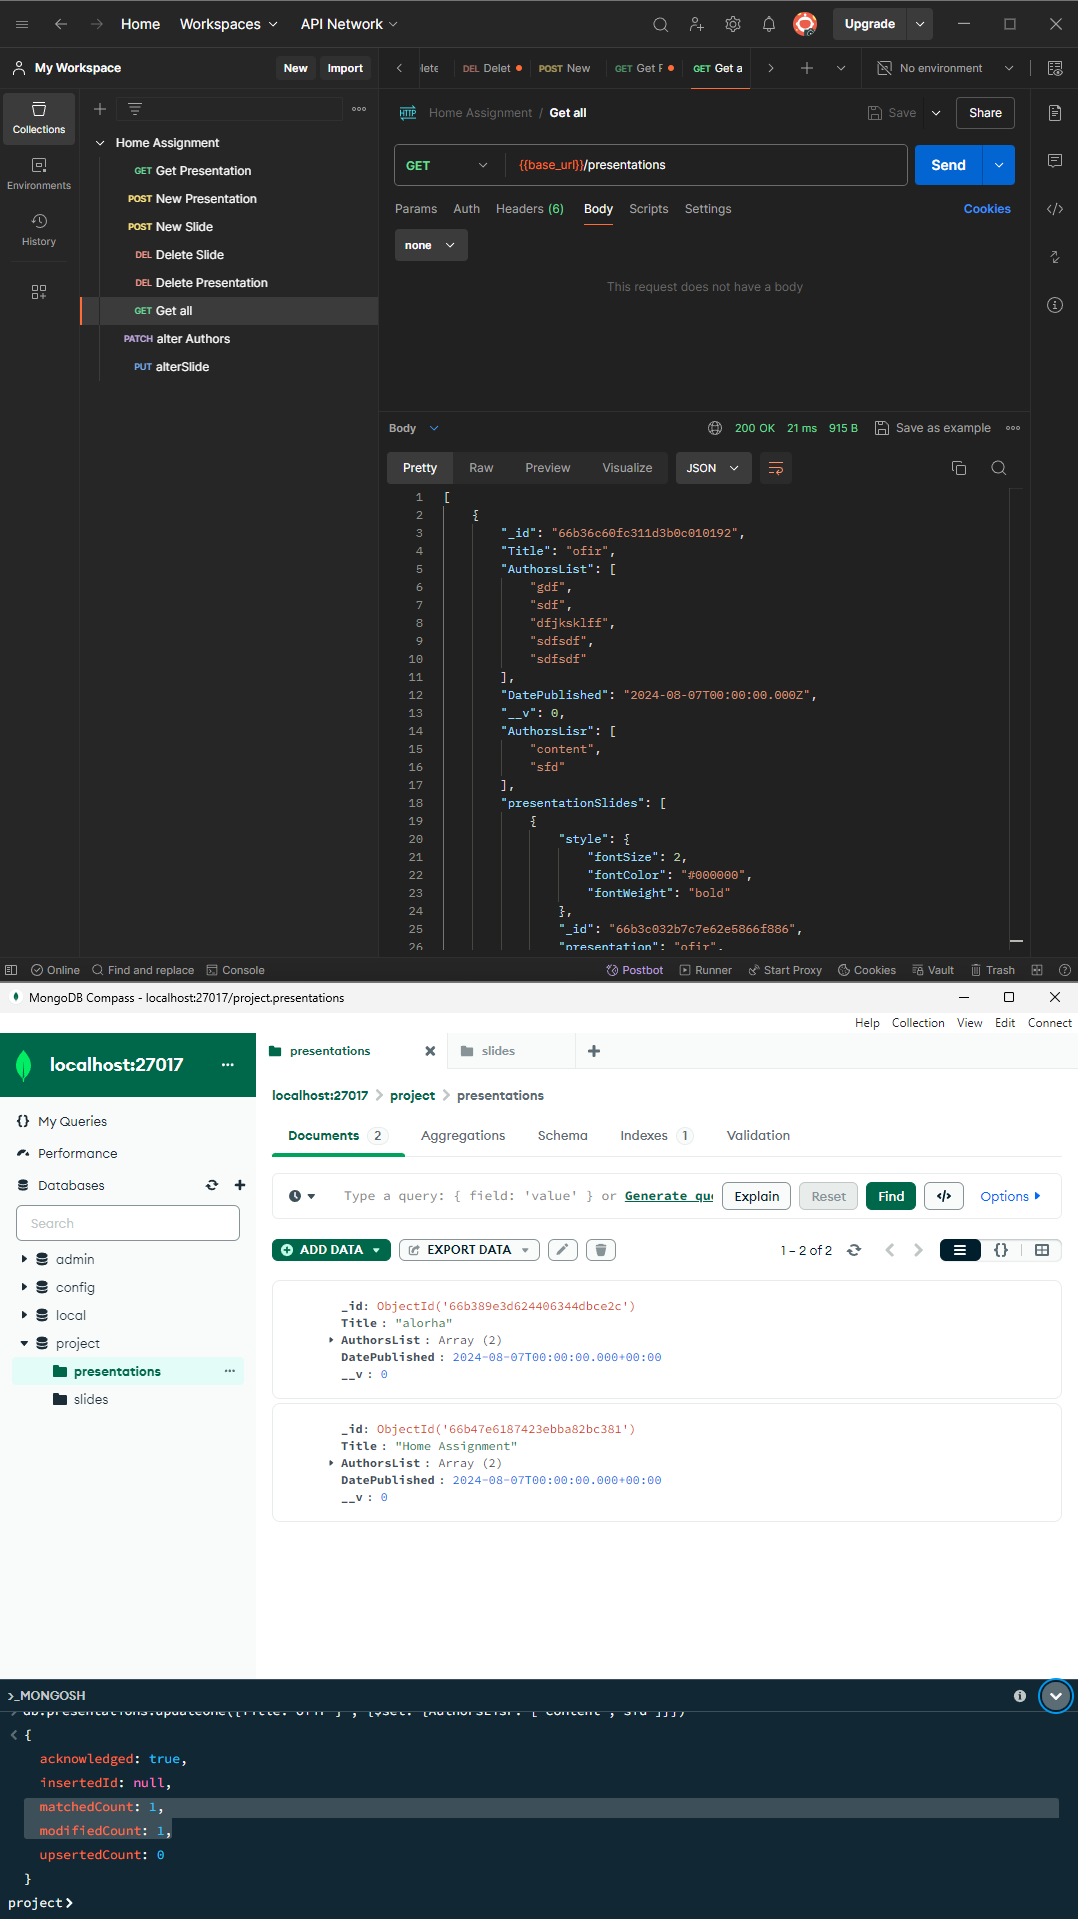 Home Workspaces API Network Upgrade
My Workspace New Import lete DEL Delet POST New GET Get F GET Get a No environment
Collections
Environments
History
Home Assignment
GET Get Presentation
POST New Presentation
POST New Slide
DEL Delete Slide
DEL Delete Presentation
GET Get all
PATCH alter Authors
PUT alterSlide
HTTP Home Assignment / Get all Save Share
GET {{base_url}}/presentations Send
Params Auth Headers (6) Body Scripts Settings Cookies
none
This request does not have a body
Body 200 OK 21 ms 915 B Save as example
Pretty Raw Preview Visualize JSON
1 [
2 {
3 "_id": "66b36c60fc311d3b0c010192",
4 "Title": "ofir",
5 "AuthorsList": [
6 "gdf",
7 "sdf",
8 "dfjksklff",
9 "sdfsdf",
10 "sdfsdf"
11 ],
12 "DatePublished": "2024-08-07T00:00:00.000Z",
13 "__v": 0,
14 "AuthorsLisr": [
15 "content",
16 "sfd"
17 ],
18 "presentationSlides": [
19 {
20 "style": {
21 "fontSize": 2,
22 "fontColor": "#000000",
23 "fontWeight": "bold"
24 },
25 "_id": "66b3c032b7c7e62e5866f886",
26 "presentation": "ofir",
Online Find and replace Console Postbot Runner Start Proxy Cookies Vault Trash
MongoDB Compass - localhost:27017/project.presentations
Help Collection View Edit Connect
localhost:27017 ...
My Queries
Performance
Databases
Search
admin
config
local
project
presentations ...
slides
presentations slides
localhost:27017 > project > presentations
Documents 2 Aggregations Schema Indexes 1 Validation
Type a query: { field: 'value' } or Generate que Explain Reset Find </> Options
ADD DATA EXPORT DATA 1 – 2 of 2 {}
_id: ObjectId('66b389e3d624406344dbce2c')
Title : "alorha"
AuthorsList : Array (2)
DatePublished : 2024-08-07T00:00:00.000+00:00
__v : 0
_id: ObjectId('66b47e6187423ebba82bc381')
Title : "Home Assignment"
AuthorsList : Array (2)
DatePublished : 2024-08-07T00:00:00.000+00:00
__v : 0
>_MONGOSH
db.presentations.updateOne({Title:"ofir"} , {$set: {AuthorsLisr: ["content","sfd"]}})
< {
acknowledged: true,
insertedId: null,
matchedCount: 1,
modifiedCount: 1,
upsertedCount: 0
}
project>